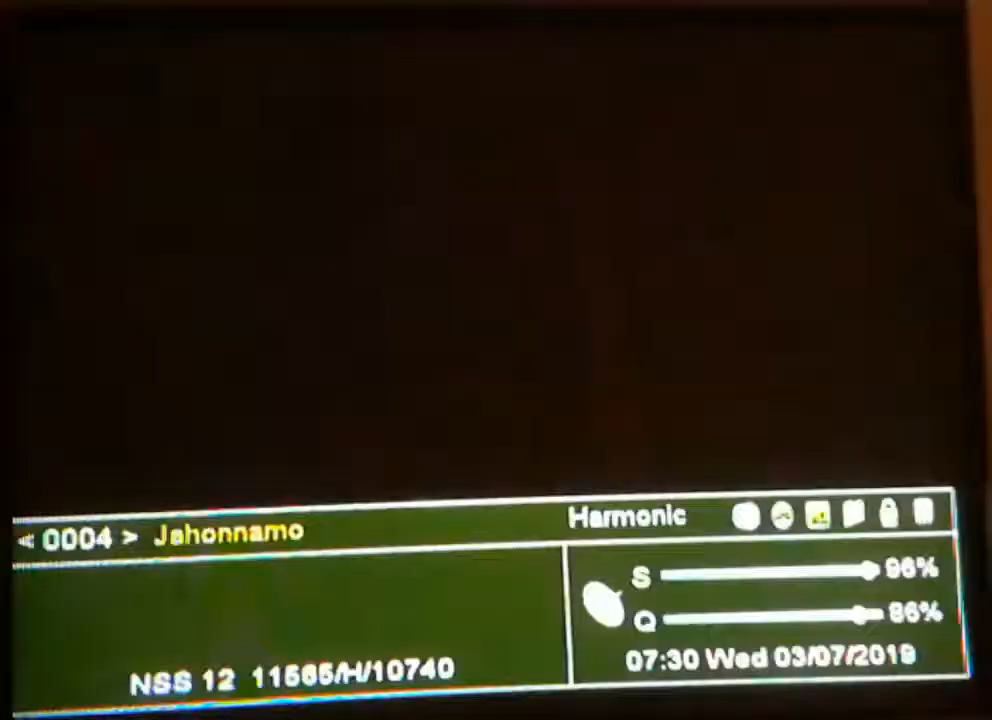 < 0004 > Jahonnamo
Harmonic
S 96%
Q 86%
NSS 12 11565/H/10740
07:30 Wed 03/07/2019